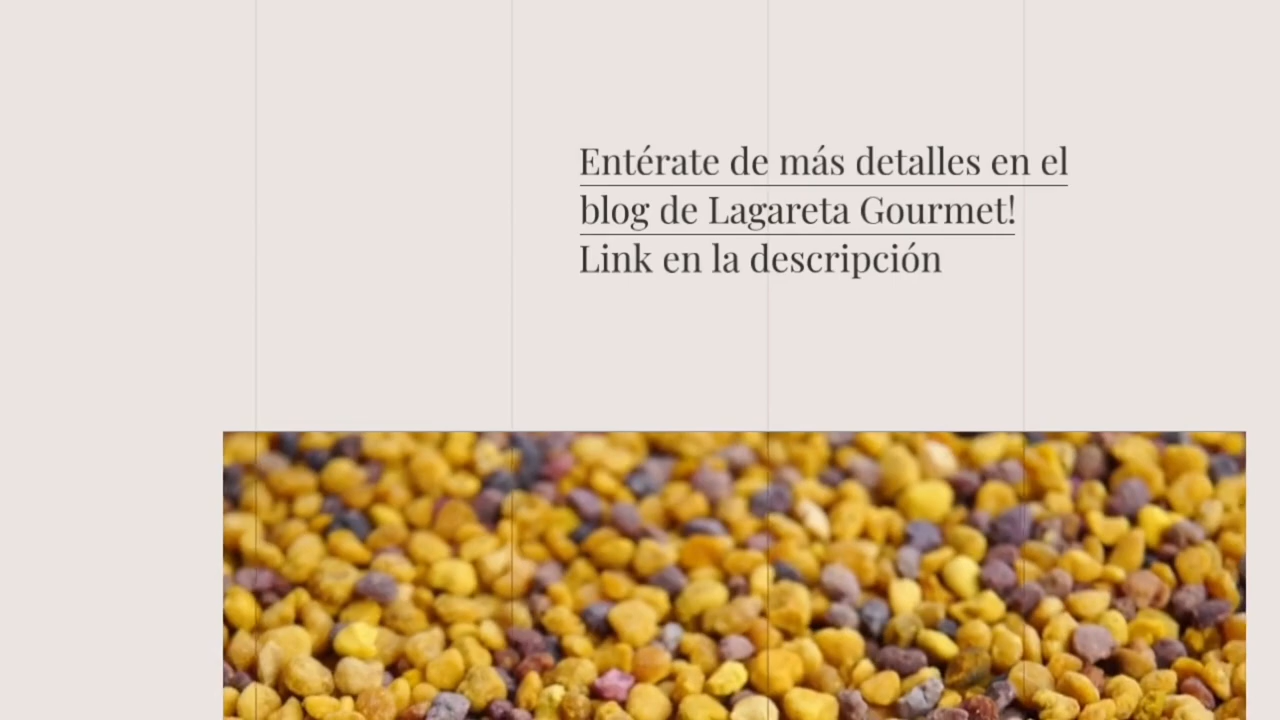 Entérate de más detalles en el
blog de Lagareta Gourmet!
Link en la descripción